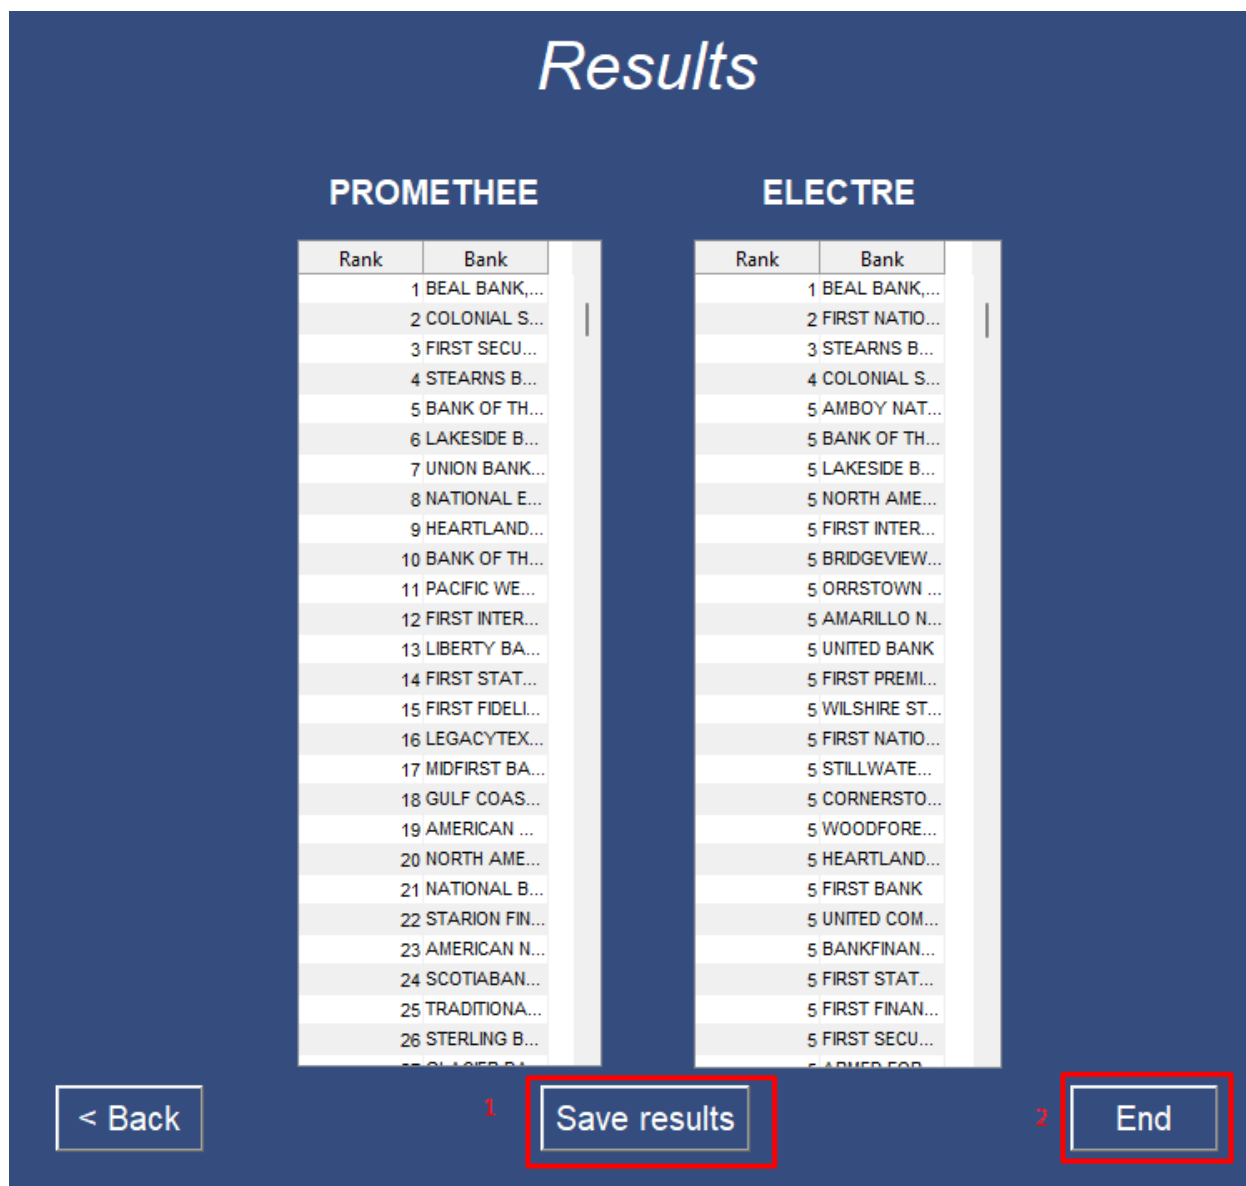 Results
PROMETHEE
Rank Bank
1 BEAL BANK,...
2 COLONIAL S...
3 FIRST SECU...
4 STEARNS B...
5 BANK OF TH...
6 LAKESIDE B...
7 UNION BANK...
8 NATIONAL E...
9 HEARTLAND...
10 BANK OF TH...
11 PACIFIC WE...
12 FIRST INTER...
13 LIBERTY BA...
14 FIRST STAT...
15 FIRST FIDELI...
16 LEGACYTEX...
17 MIDFIRST BA...
18 GULF COAS...
19 AMERICAN ...
20 NORTH AME...
21 NATIONAL B...
22 STARION FIN...
23 AMERICAN N...
24 SCOTIABAN...
25 TRADITIONA...
26 STERLING B...
ELECTRE
Rank Bank
1 BEAL BANK,...
2 FIRST NATIO...
3 STEARNS B...
4 COLONIAL S...
5 AMBOY NAT...
5 BANK OF TH...
5 LAKESIDE B...
5 NORTH AME...
5 FIRST INTER...
5 BRIDGEVIEW...
5 ORRSTOWN ...
5 AMARILLO N...
5 UNITED BANK
5 FIRST PREMI...
5 WILSHIRE ST...
5 FIRST NATIO...
5 STILLWATE...
5 CORNERSTO...
5 WOODFORE...
5 HEARTLAND...
5 FIRST BANK
5 UNITED COM...
5 BANKFINAN...
5 FIRST STAT...
5 FIRST FINAN...
5 FIRST SECU...
< Back
1
Save results
2
End